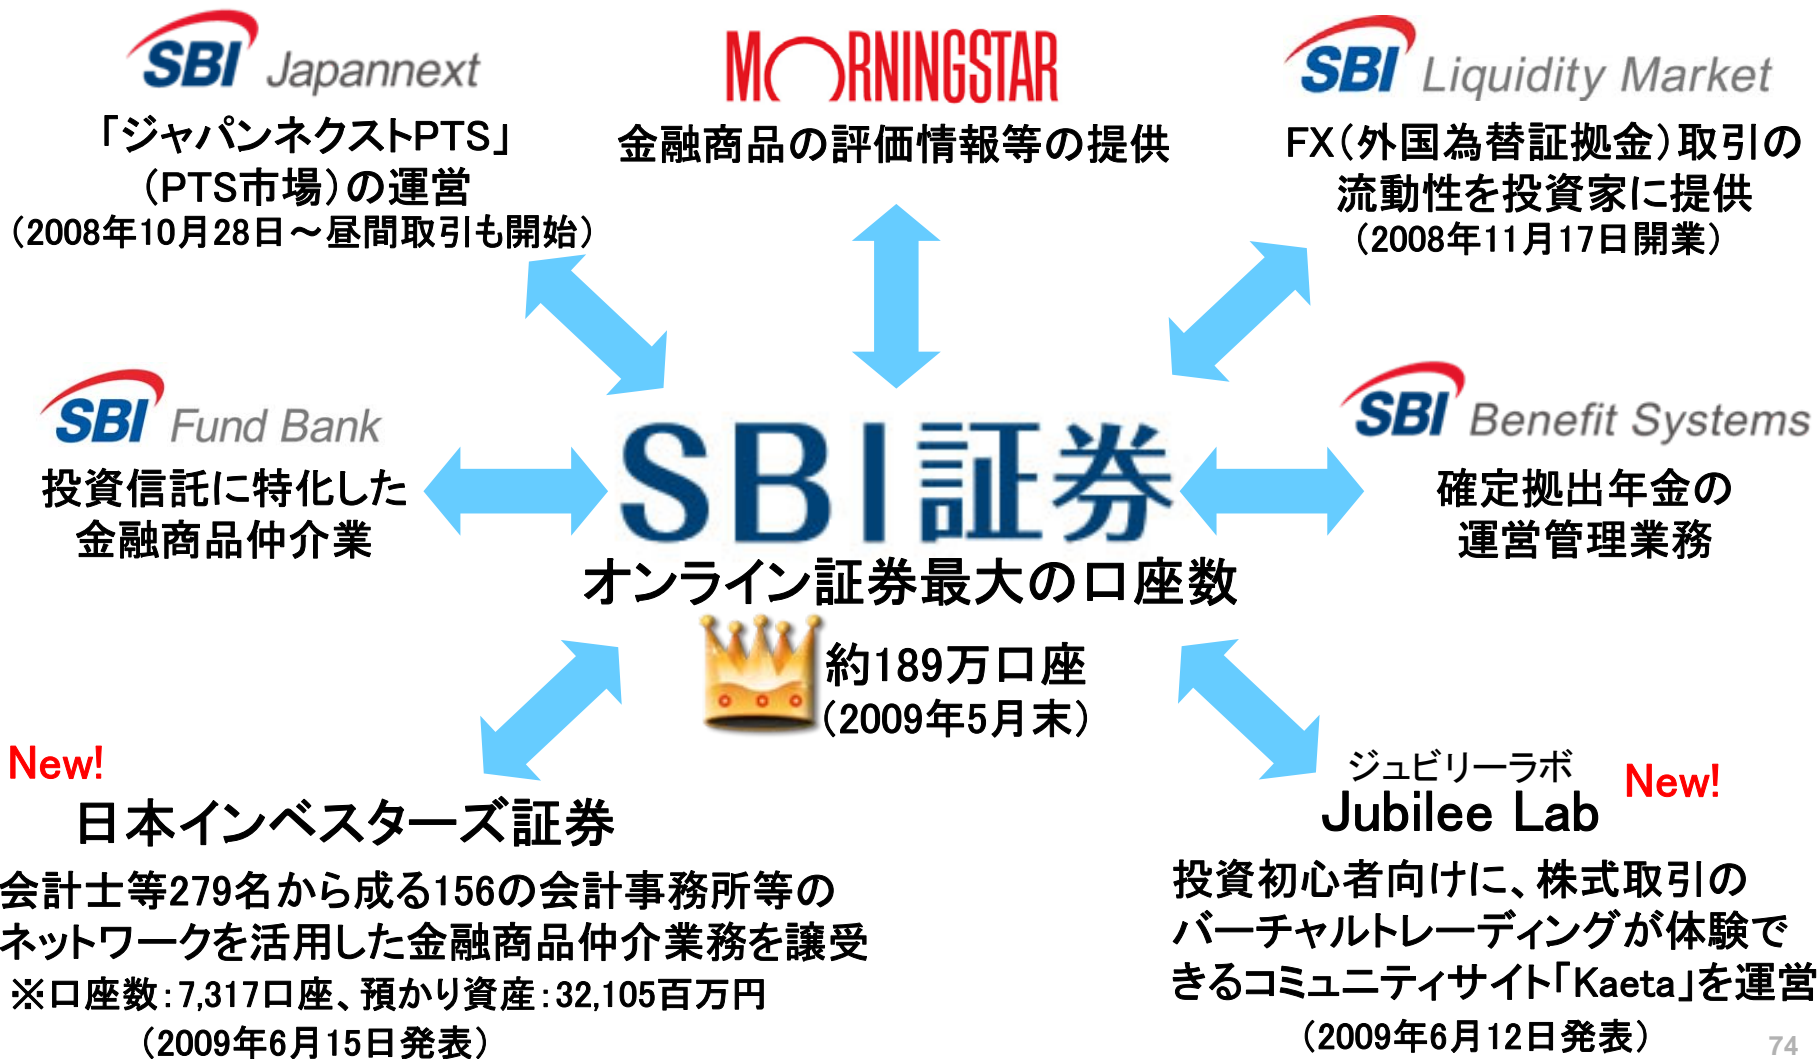 SBI Japannext
「ジャパンネクストPTS」
（PTS市場）の運営
（2008年10月28日～昼間取引も開始）
MORNINGSTAR
金融商品の評価情報等の提供
SBI Liquidity Market
FX（外国為替証拠金）取引の
流動性を投資家に提供
（2008年11月17日開業）
SBI Fund Bank
投資信託に特化した
金融商品仲介業
SBI証券
オンライン証券最大の口座数
約189万口座
（2009年5月末）
SBI Benefit Systems
確定拠出年金の
運営管理業務
New!
日本インベスターズ証券
会計士等279名から成る156の会計事務所等の
ネットワークを活用した金融商品仲介業務を譲受
※口座数：7,317口座、預かり資産：32,105百万円
（2009年6月15日発表）
ジュビリーラボ
Jubilee Lab
New!
投資初心者向けに、株式取引の
バーチャルトレーディングが体験で
きるコミュニティサイト「Kaeta」を運営
（2009年6月12日発表）
74